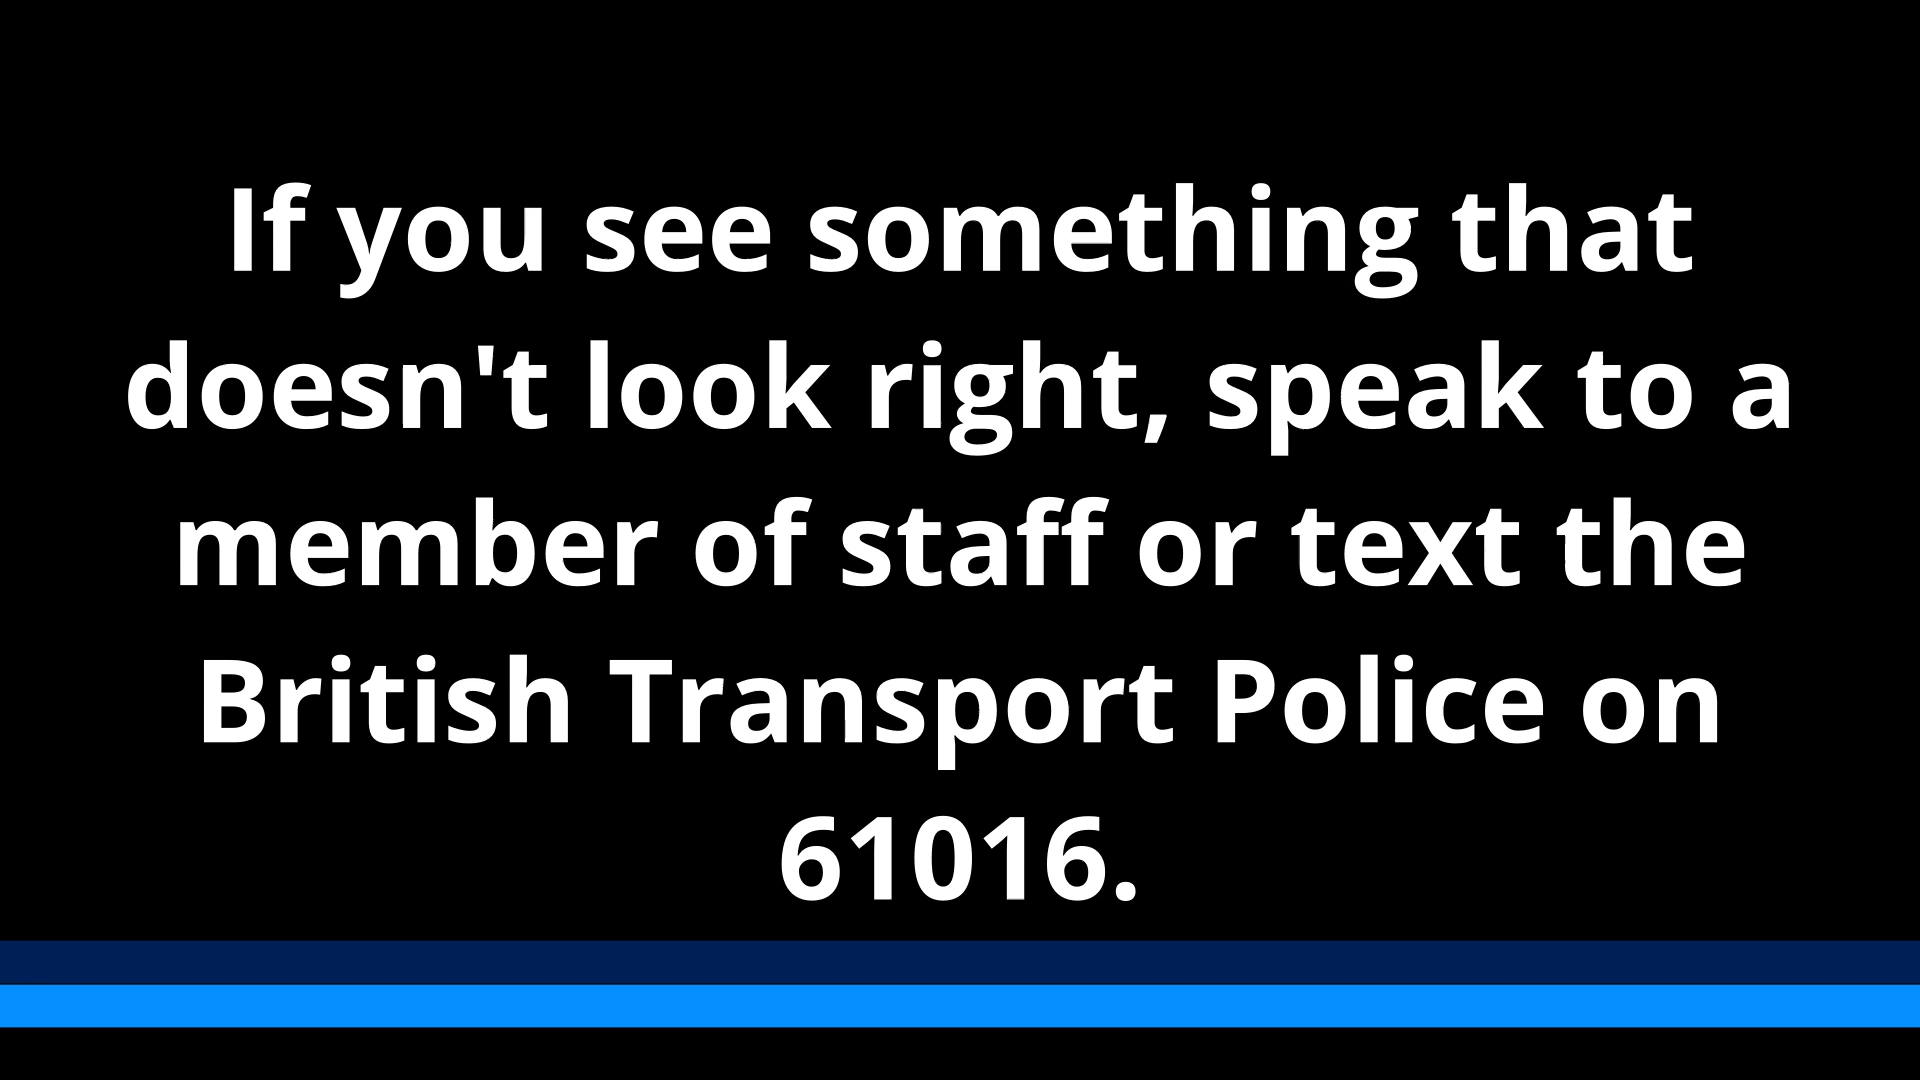 If you see something that
doesn't look right, speak to a
member of staff or text the
British Transport Police on
61016.